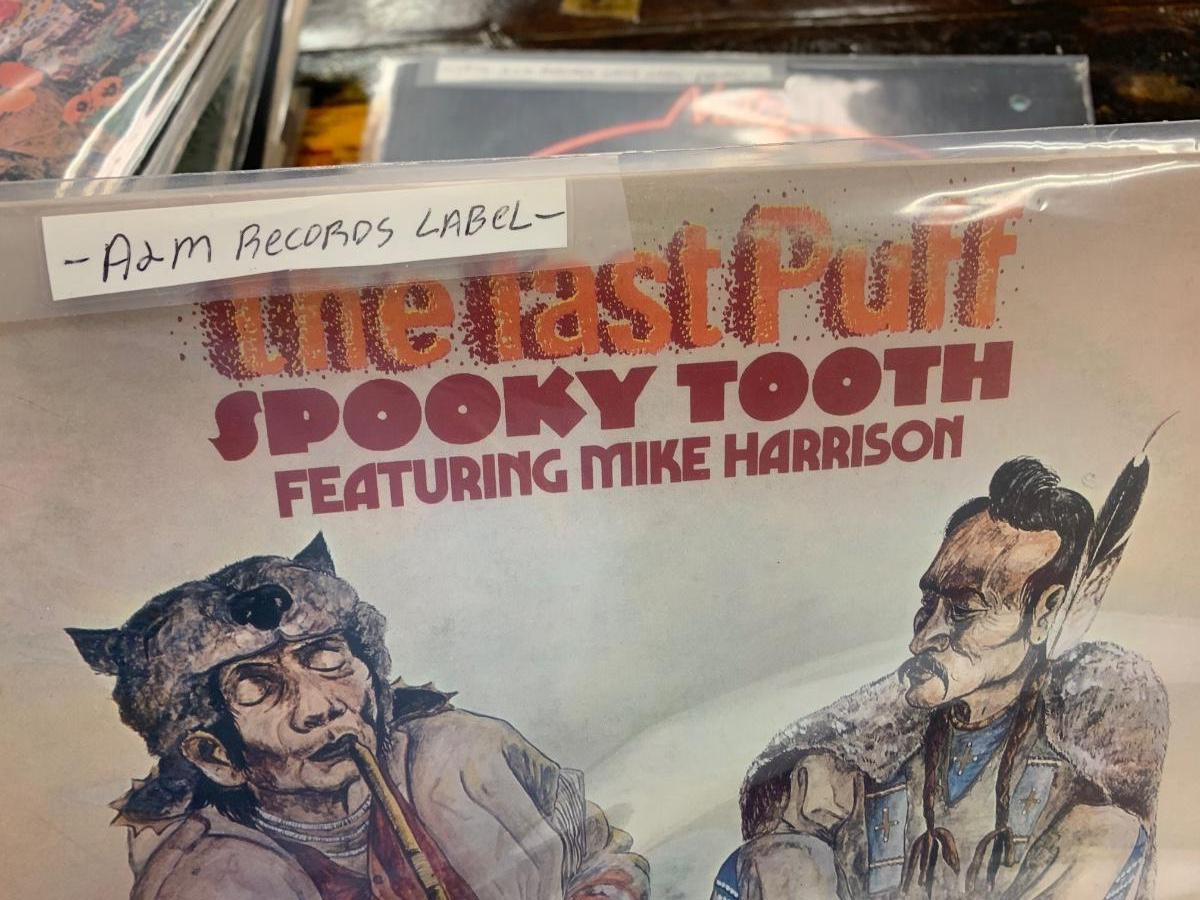 -A&M RECORDS LABEL-
the last Puff
SPOOKY TOOTH
FEATURING MIKE HARRISON